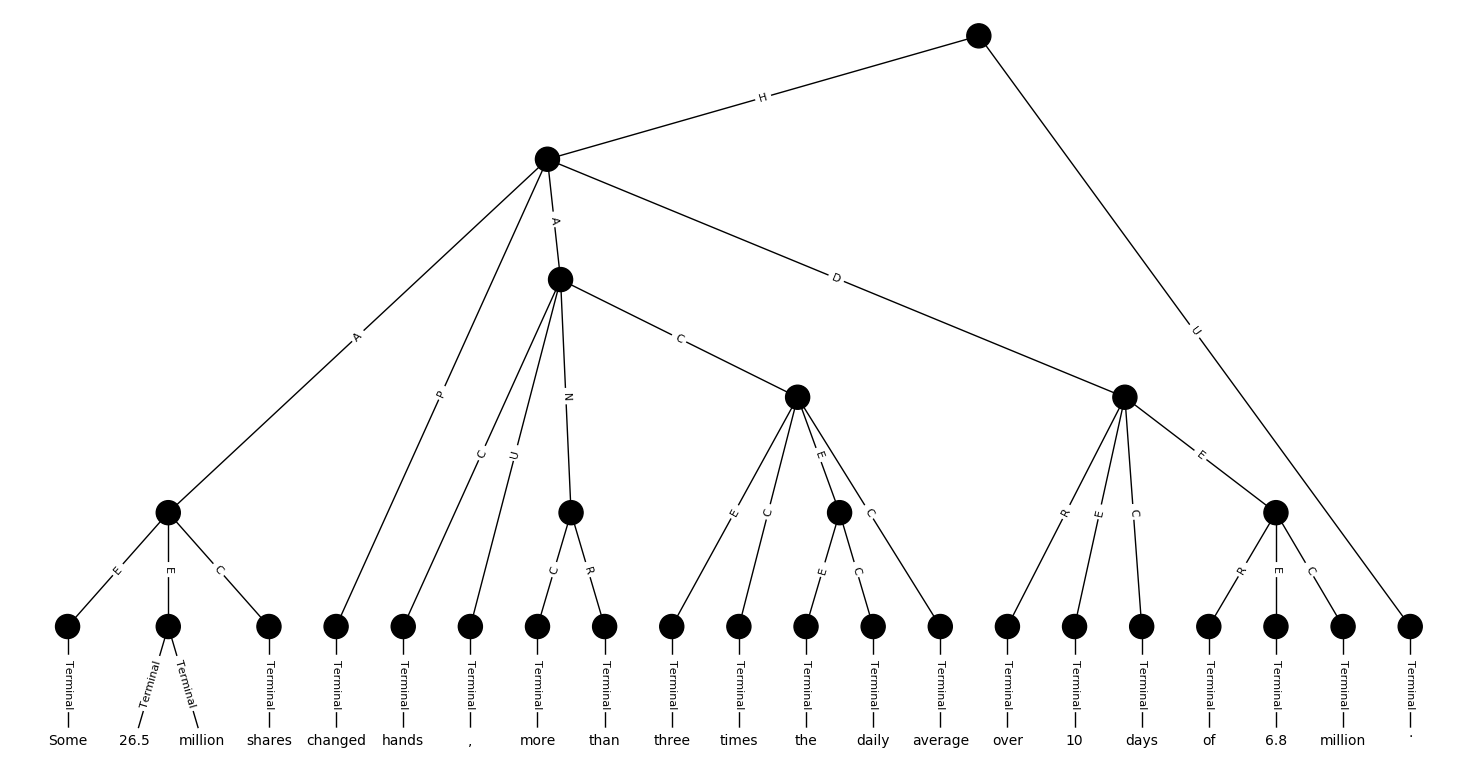 H
A
A
D
U
A
P
C
U
N
C
E
E
E
C
C
R
E
C
E
E
C
R
E
C
E
C
R
E
C
Terminal Terminal Terminal Terminal Terminal Terminal Terminal Terminal Terminal Terminal Terminal Terminal Terminal Terminal Terminal Terminal Terminal Terminal Terminal Terminal Terminal
Some 26.5 million shares changed hands , more than three times the daily average over 10 days of 6.8 million .